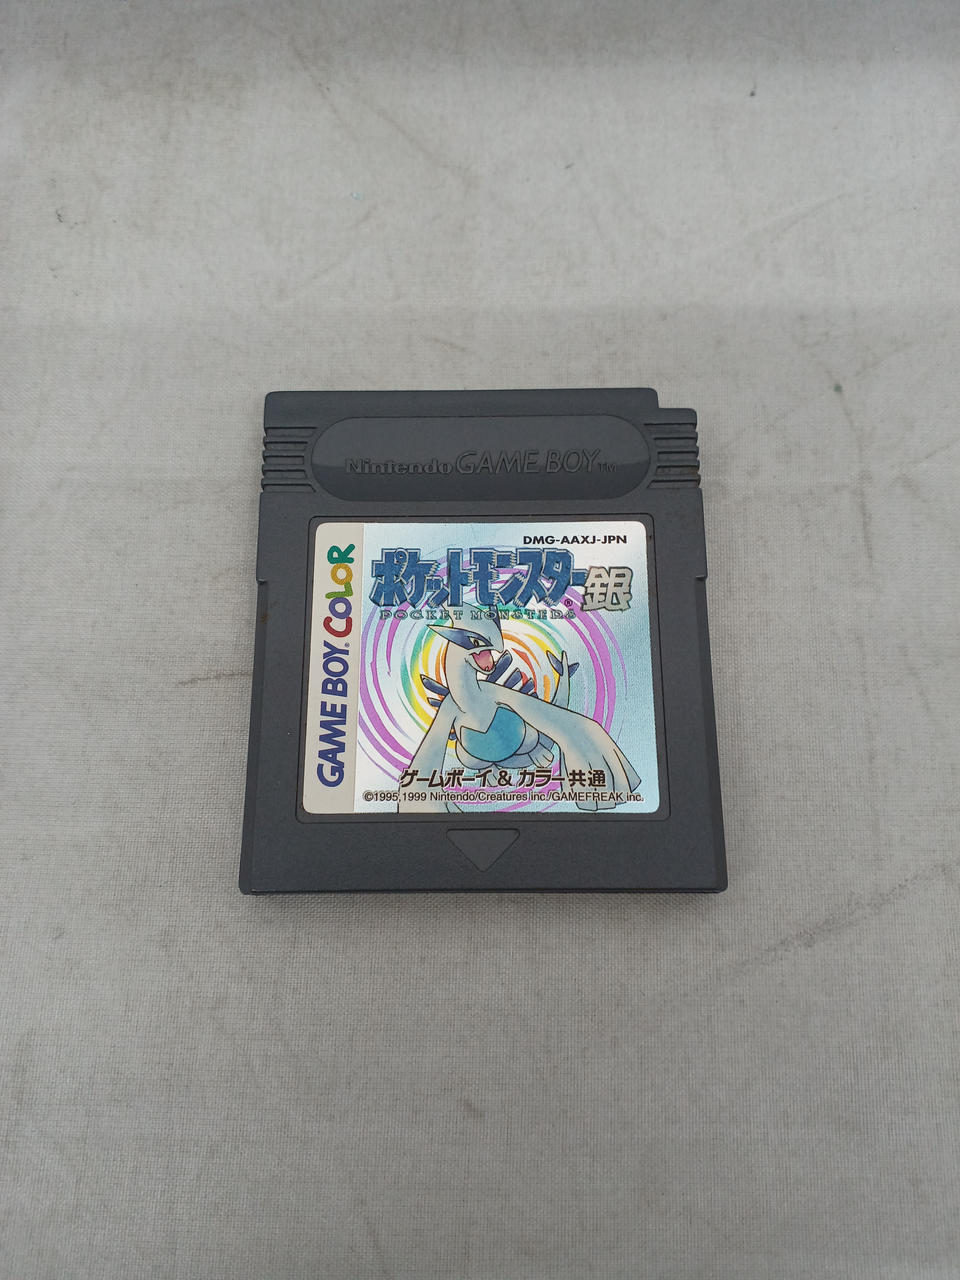 Nintendo GAME BOY TM
DMG-AAXJ-JPN
ポケットモンスター銀
POCKET MONSTERS
GAME BOY COLOR
ゲームボーイ & カラー共通
©1995,1999 Nintendo/Creatures inc./GAMEFREAK inc.